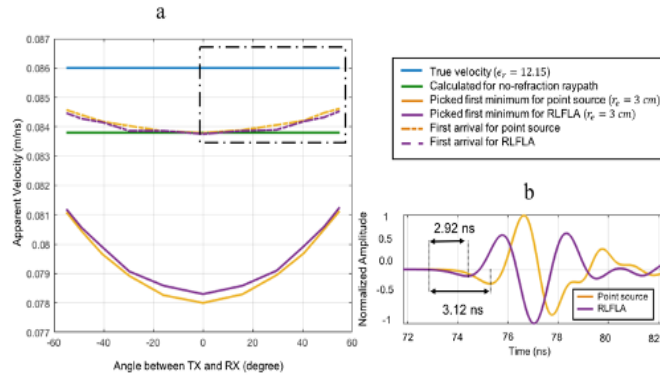 a
0.087
0.086
0.085
0.084
0.083
0.082
0.081
0.08
0.079
0.078
0.077
Apparent Velocity (m/ns)
-60
-40
-20
0
20
40
60
Angle between TX and RX (degree)
True velocity (ϵr = 12.15)
Calculated for no-refraction raypath
Picked first minimum for point source (re = 3 cm)
Picked first minimum for RLFLA (re = 3 cm)
First arrival for point source
First arrival for RLFLA
b
Normalized Amplitude
1
0.5
0.0
-0.5
-1
2.92 ns
3.12 ns
Point source
RLFLA
72
74
76
78
80
82
Time (ns)